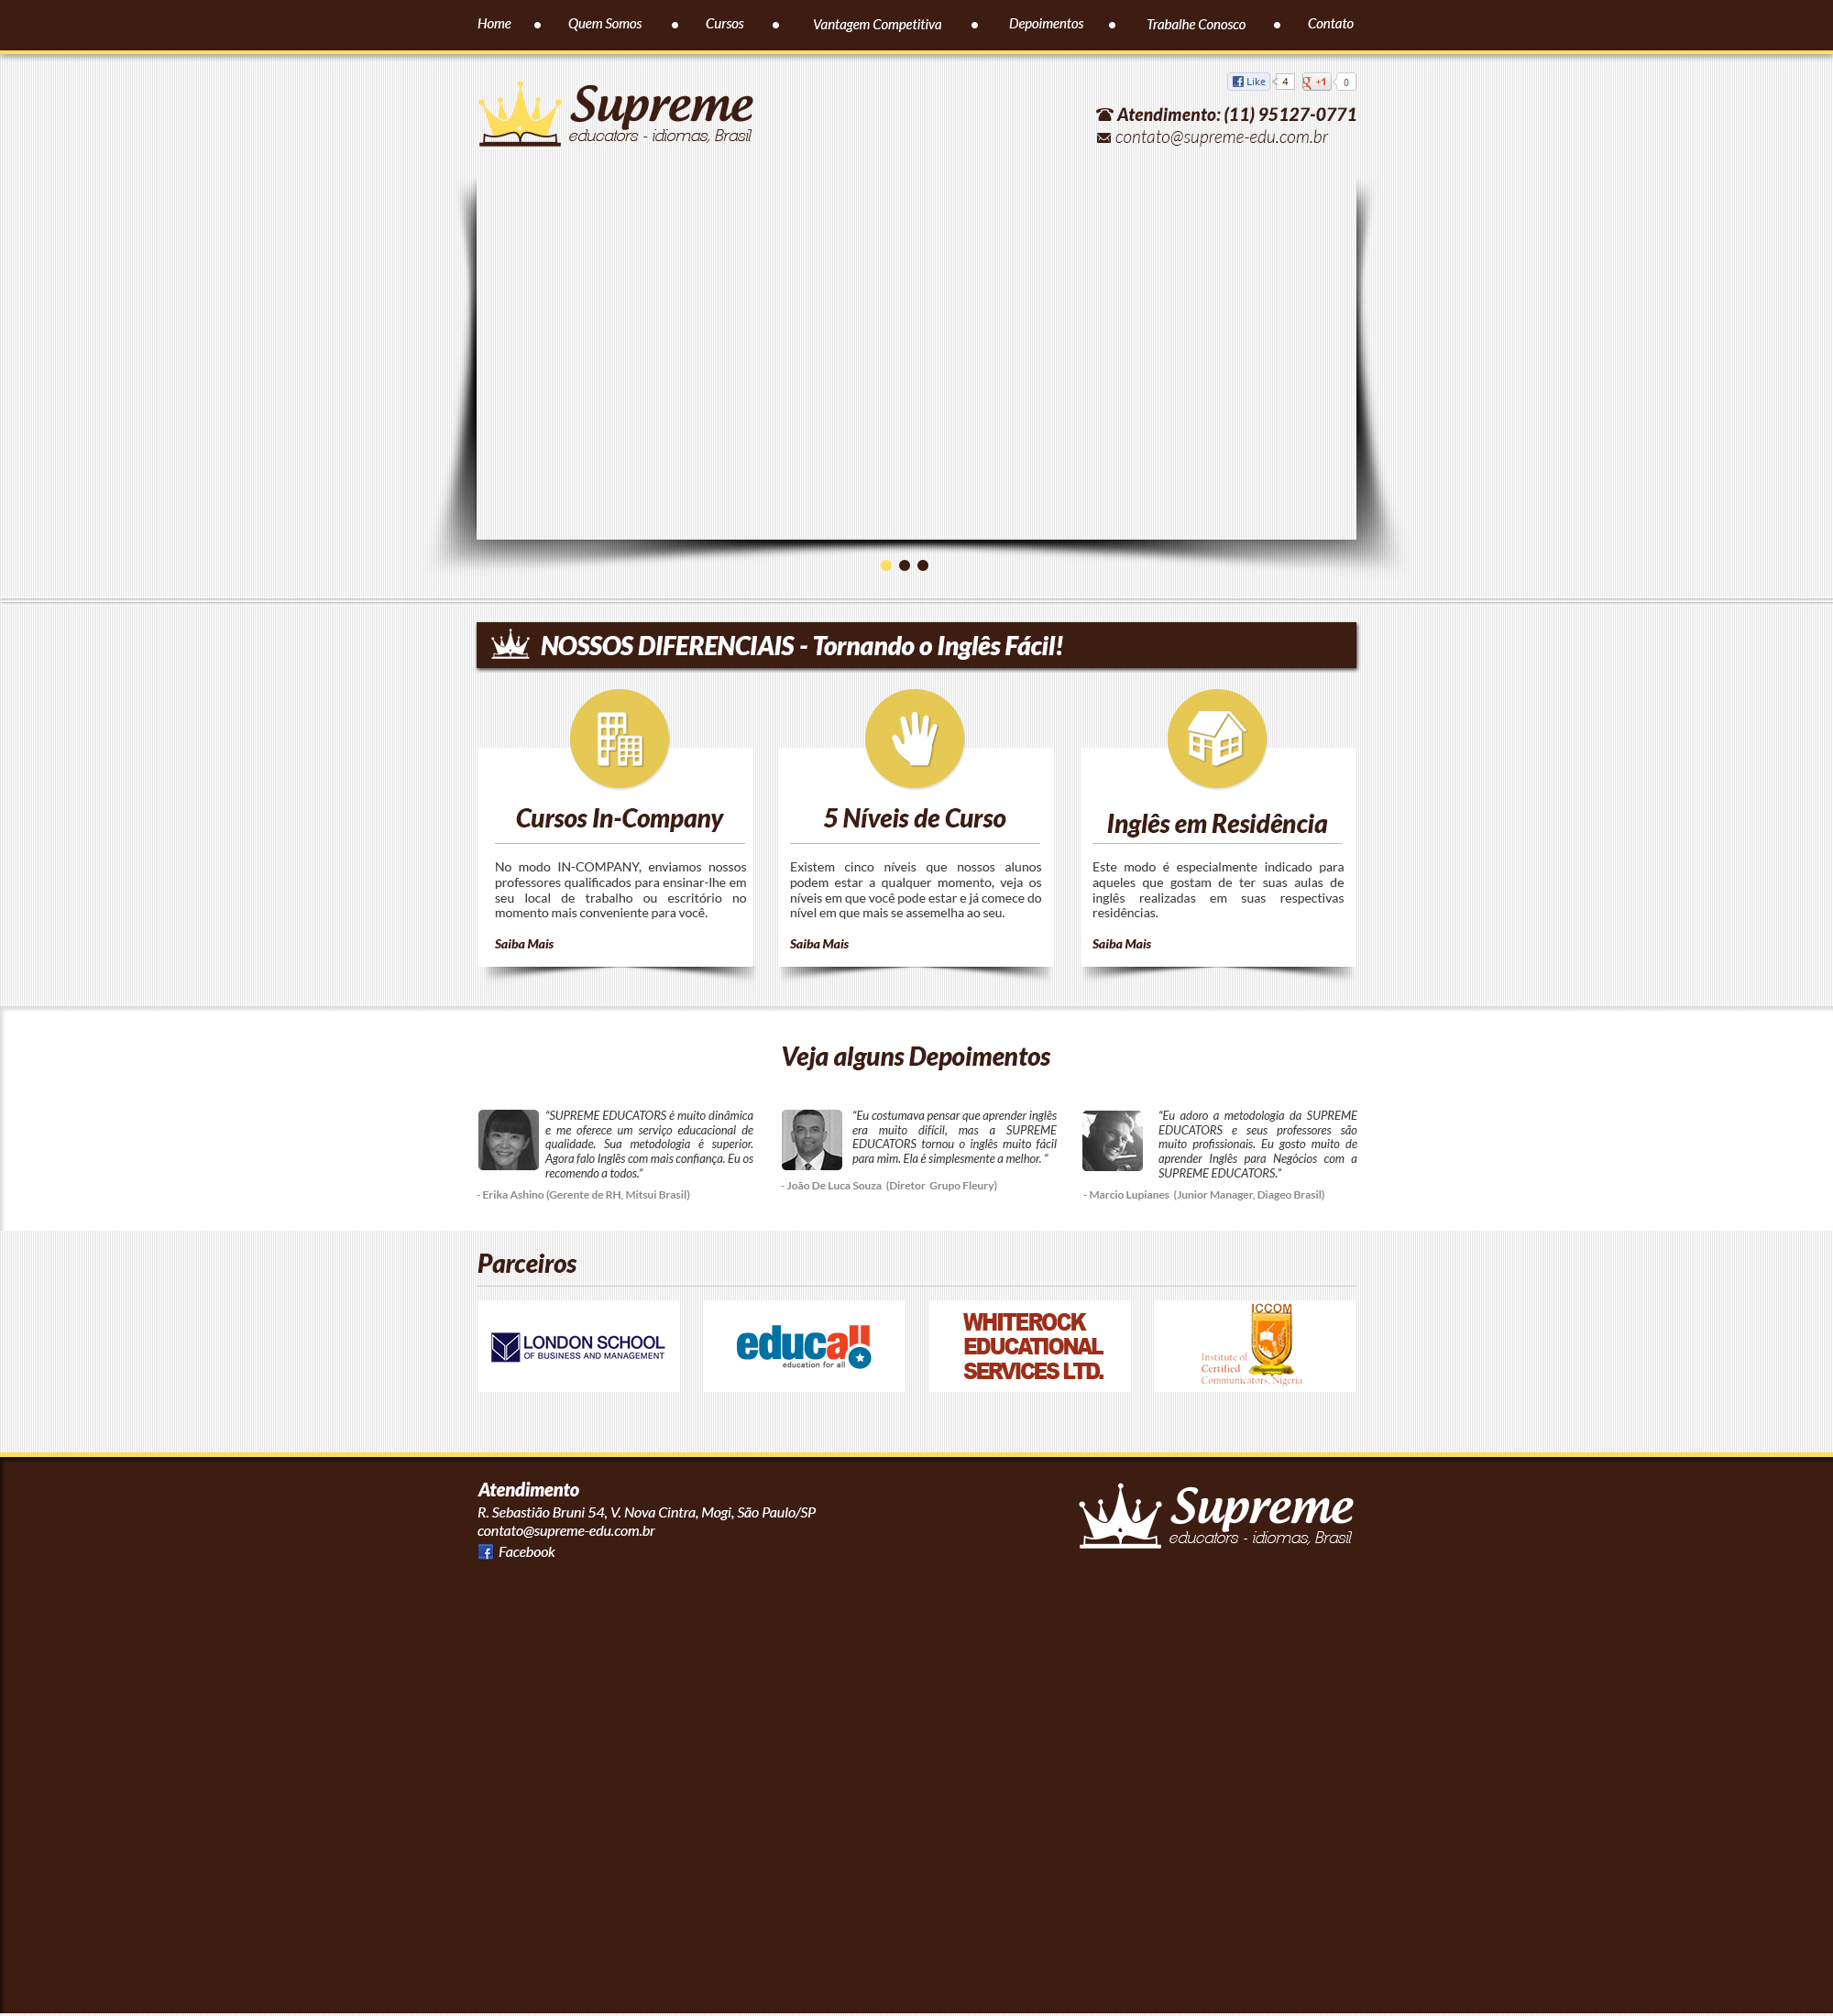 Home
Quem Somos
Cursos
Vantagem Competitiva
Depoimentos
Trabalhe Conosco
Contato
Like 4 +1 0
Supreme
educators - idiomas, Brasil
Atendimento: (11) 95127-0771
contato@supreme-edu.com.br
NOSSOS DIFERENCIAIS - Tornando o Inglês Fácil!
Cursos In-Company
No modo IN-COMPANY, enviamos nossos
professores qualificados para ensinar-lhe em
seu local de trabalho ou escritório no
momento mais conveniente para você.
Saiba Mais
5 Níveis de Curso
Existem cinco níveis que nossos alunos
podem estar a qualquer momento, veja os
níveis em que você pode estar e já comece do
nível em que mais se assemelha ao seu.
Saiba Mais
Inglês em Residência
Este modo é especialmente indicado para
aqueles que gostam de ter suas aulas de
inglês realizadas em suas respectivas
residências.
Saiba Mais
Veja alguns Depoimentos
“SUPREME EDUCATORS é muito dinâmica
e me oferece um serviço educacional de
qualidade. Sua metodologia é superior.
Agora falo Inglês com mais confiança. Eu os
recomendo a todos.”
- Erika Ashino (Gerente de RH, Mitsui Brasil)
“Eu costumava pensar que aprender inglês
era muito difícil, mas a SUPREME
EDUCATORS tornou o inglês muito fácil
para mim. Ela é simplesmente a melhor. ”
- João De Luca Souza (Diretor Grupo Fleury)
“Eu adoro a metodologia da SUPREME
EDUCATORS e seus professores são
muito profissionais. Eu gosto muito de
aprender Inglês para Negócios com a
SUPREME EDUCATORS.”
- Marcio Lupianes (Junior Manager, Diageo Brasil)
Parceiros
LONDON SCHOOL
OF BUSINESS AND MANAGEMENT
educall
education for all
WHITEROCK
EDUCATIONAL
SERVICES LTD.
ICCOM
Institute of
Certified
Communicators, Nigeria
Atendimento
R. Sebastião Bruni 54, V. Nova Cintra, Mogi, São Paulo/SP
contato@supreme-edu.com.br
Facebook
Supreme
educators - idiomas, Brasil